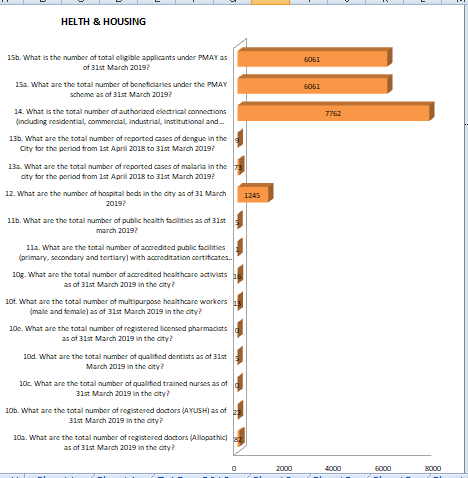 HELTH & HOUSING
15b. What is the number of total eligible applicants under PMAY as
of 31st March 2019?
6061
15a. What are the total number of beneficiaries under the PMAY
scheme as of 31st March 2019?
6061
14. What is the total number of authorized electrical connections
(including residential, commercial, industrial, institutional and...
7762
13b. What are the total number of reported cases of dengue in the
City for the period from 1st April 2018 to 31st March 2019?
9
13a. What are the total number of reported cases of malaria in the
city for the period from 1st April 2018 to 31st March 2019?
73
12. What are the number of hospital beds in the city as of 31 March
2019?
1245
11b. What are the total number of public health facilities as of 31st
march 2019?
11a. What are the total number of accredited public facilities
(primary, secondary and tertiary) with accreditation certificates...
1
10g. What are the total number of accredited healthcare activists
as of 31st March 2019 in the city?
16
10f. What are the total number of multipurpose healthcare workers
(male and female) as of 31st March 2019 in the city?
13
10e. What are the total number of registered licensed pharmacists
as of 31st March 2019 in the city?
0
10d. What are the total number of qualified dentists as of 31st
March 2019 in the city?
10c. What are the total number of qualified trained nurses as of
31st March 2019 in the city?
0
10b. What are the total number of registered doctors (AYUSH) as of
31st March 2019 in the city?
23
10a. What are the total number of registered doctors (Allopathic)
as of 31st March 2019 in the city?
82
0 2000 4000 6000 8000